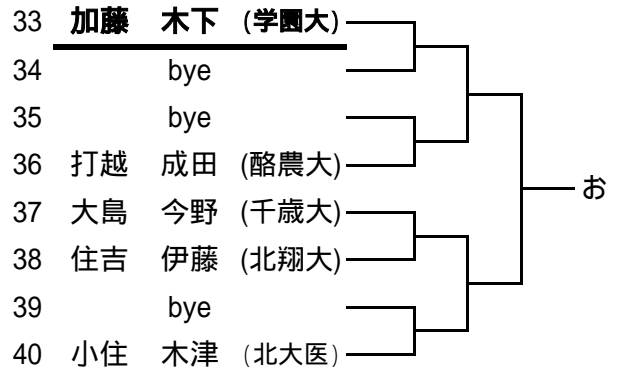 33 加藤 木下 (学園大)
34 bye
35 bye
36 打越 成田 (酪農大)
37 大島 今野 (千歳大)
38 住吉 伊藤 (北翔大)
39 bye
40 小住 木津 (北大医)
お